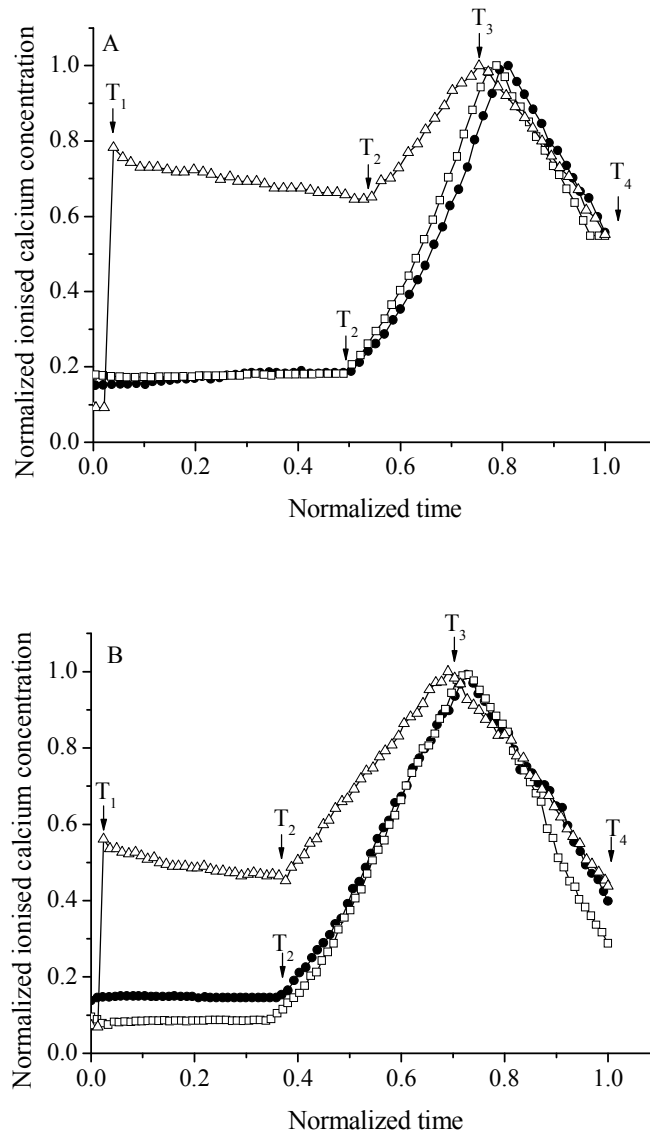 A
T3
1.0
T1
0.8
T2
T4
0.6
0.4
T2
0.2
0.0
0.0 0.2 0.4 0.6 0.8 1.0
Normalized time
Normalized ionised calcium concentration
B
T3
1.0
0.8
T1
T2
0.6
T4
0.4
T2
0.2
0.0
0.0 0.2 0.4 0.6 0.8 1.0
Normalized time
Normalized ionised calcium concentration